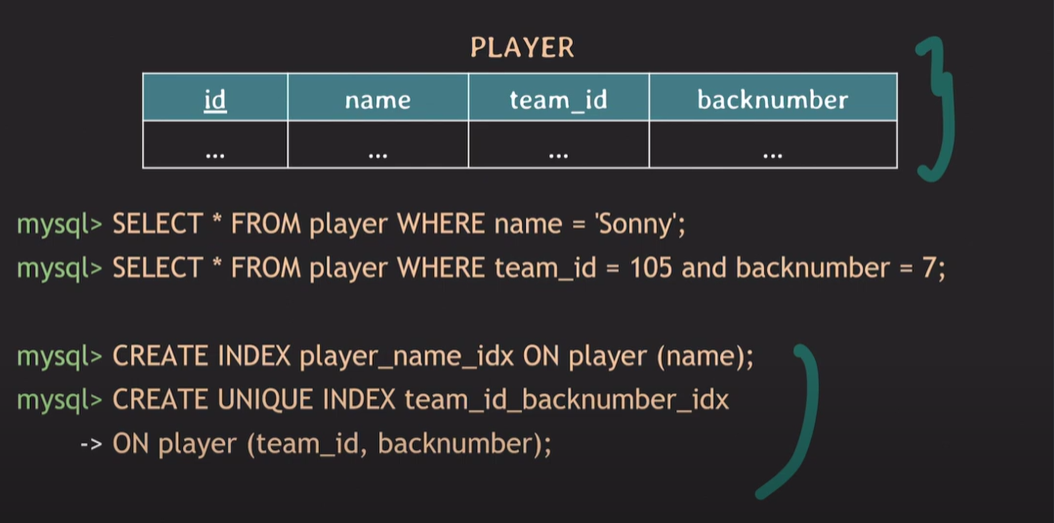 PLAYER
id name team_id backnumber
... ... ... ...
mysql> SELECT * FROM player WHERE name = 'Sonny';
mysql> SELECT * FROM player WHERE team_id = 105 and backnumber = 7;
mysql> CREATE INDEX player_name_idx ON player (name);
mysql> CREATE UNIQUE INDEX team_id_backnumber_idx
-> ON player (team_id, backnumber);